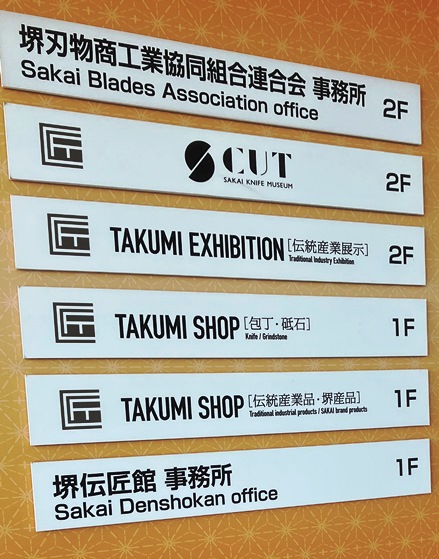 堺刃物商工業協同組合連合会 事務所
Sakai Blades Association office
2F
CUT
SAKAI KNIFE MUSEUM
2F
TAKUMI EXHIBITION [伝統産業展示]
Traditional Industry Exhibition
2F
TAKUMI SHOP [包丁・砥石]
Knife / Grindstone
1F
TAKUMI SHOP [伝統産業品・堺産品]
Traditional industrial products / SAKAI brand products
1F
堺伝匠館 事務所
Sakai Denshokan office
1F